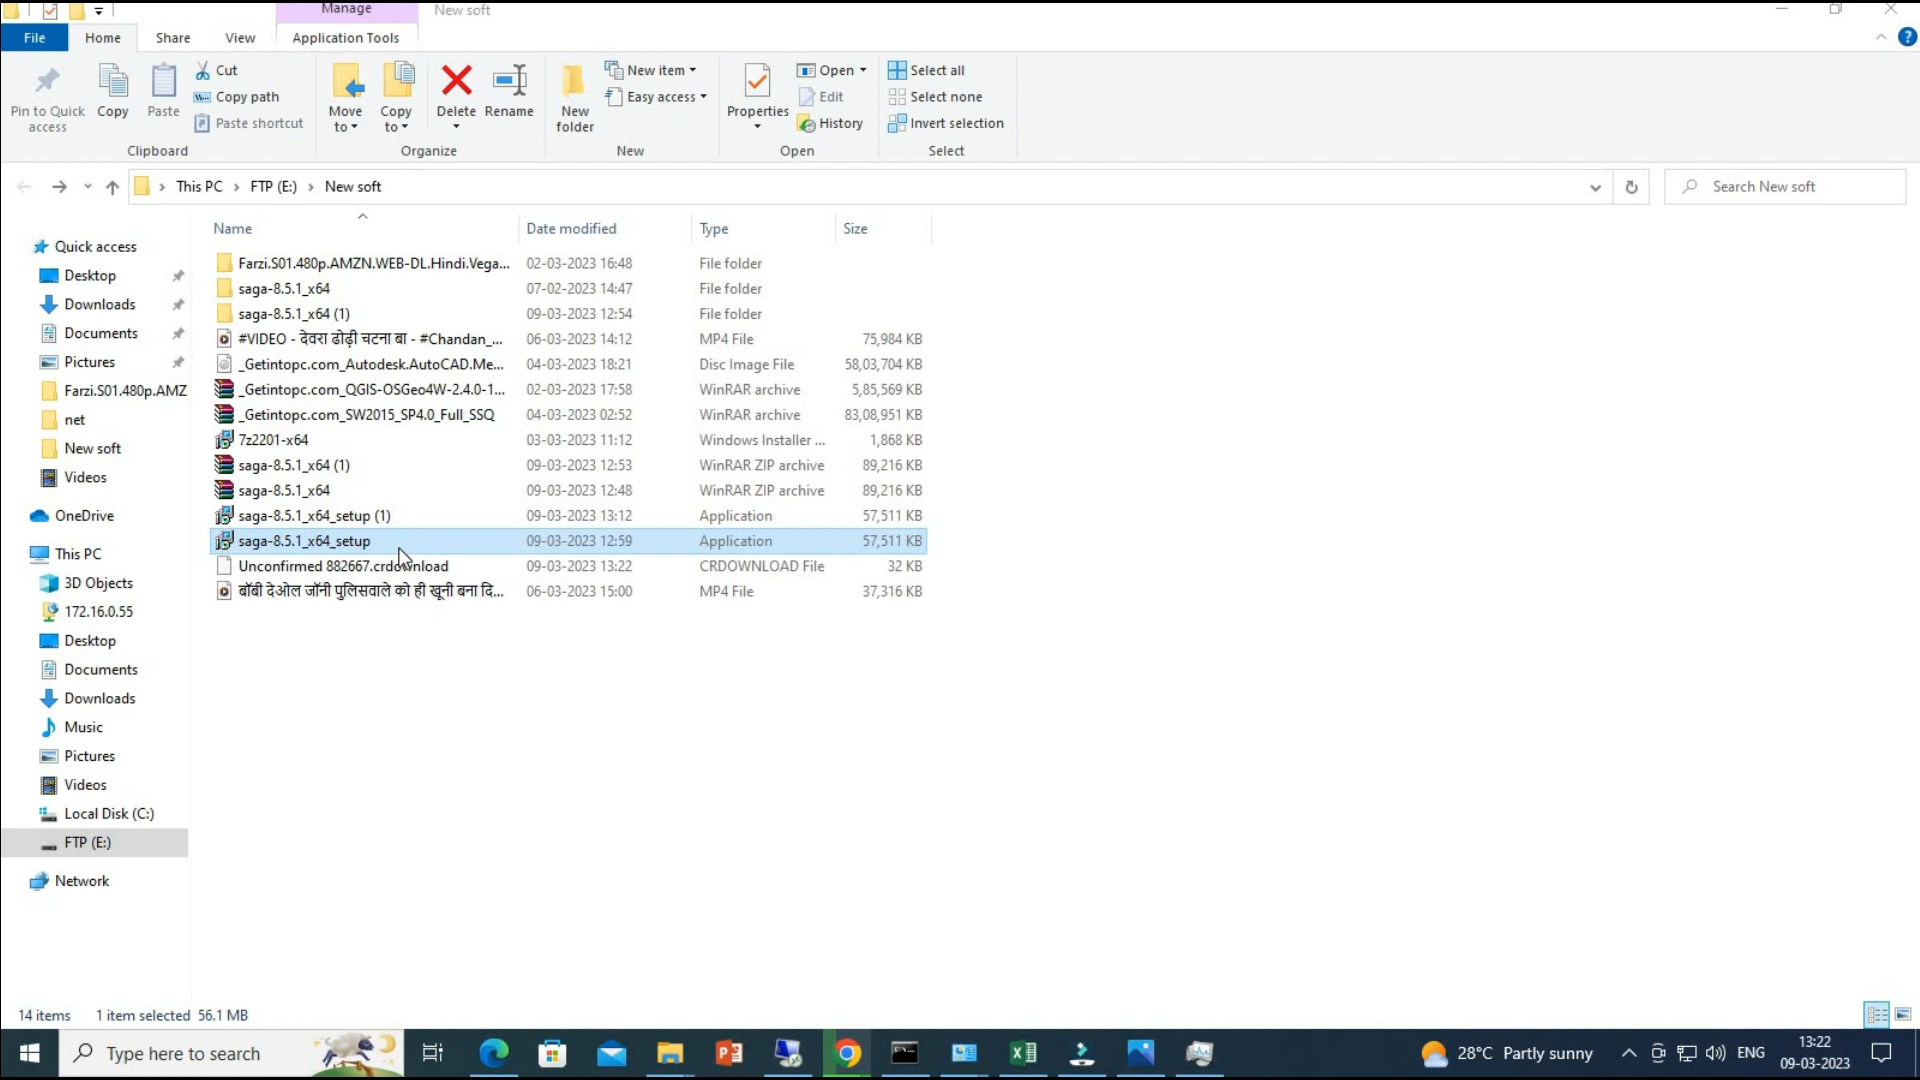 Manage New soft
File Home Share View Application Tools
Cut
Copy path
Paste shortcut
Pin to Quick access
Copy
Paste
Clipboard
Move to
Copy to
Delete
Rename
Organize
New folder
New item
Easy access
New
Properties
Open
Edit
History
Open
Select all
Select none
Invert selection
Select
This PC › FTP (E:) › New soft
Search New soft
Quick access
Desktop
Downloads
Documents
Pictures
Farzi.S01.480p.AMZ
net
New soft
Videos
OneDrive
This PC
3D Objects
172.16.0.55
Desktop
Documents
Downloads
Music
Pictures
Videos
Local Disk (C:)
FTP (E:)
Network
Name Date modified Type Size
Farzi.S01.480p.AMZN.WEB-DL.Hindi.Vega... 02-03-2023 16:48 File folder
saga-8.5.1_x64 07-02-2023 14:47 File folder
saga-8.5.1_x64 (1) 09-03-2023 12:54 File folder
#VIDEO - देवरा ढोढ़ी चटना बा - #Chandan_... 06-03-2023 14:12 MP4 File 75,984 KB
_Getintopc.com_Autodesk.AutoCAD.Me... 04-03-2023 18:21 Disc Image File 58,03,704 KB
_Getintopc.com_QGIS-OSGeo4W-2.4.0-1... 02-03-2023 17:58 WinRAR archive 5,85,569 KB
_Getintopc.com_SW2015_SP4.0_Full_SSQ 04-03-2023 02:52 WinRAR archive 83,08,951 KB
7z2201-x64 03-03-2023 11:12 Windows Installer ... 1,868 KB
saga-8.5.1_x64 (1) 09-03-2023 12:53 WinRAR ZIP archive 89,216 KB
saga-8.5.1_x64 09-03-2023 12:48 WinRAR ZIP archive 89,216 KB
saga-8.5.1_x64_setup (1) 09-03-2023 13:12 Application 57,511 KB
saga-8.5.1_x64_setup 09-03-2023 12:59 Application 57,511 KB
Unconfirmed 882667.crdownload 09-03-2023 13:22 CRDOWNLOAD File 32 KB
बॉबी देओल जॉनी पुलिसवाले को ही खूनी बना दि... 06-03-2023 15:00 MP4 File 37,316 KB
14 items 1 item selected 56.1 MB
Type here to search
28°C Partly sunny
ENG
13:22
09-03-2023